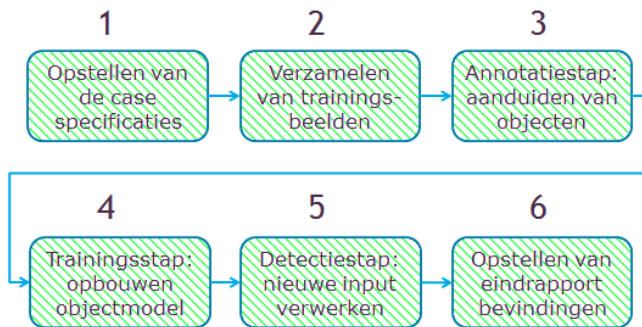 1
Opstellen van
de case
specificaties
2
Verzamelen
van trainings-
beelden
3
Annotatiestap:
aanduiden van
objecten
4
Trainingsstap:
opbouwen
objectmodel
5
Detectiestap:
nieuwe input
verwerken
6
Opstellen van
eindrapport
bevindingen